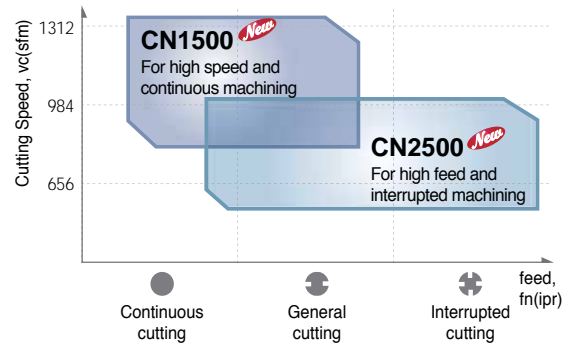 Cutting Speed, vc(sfm)
1312
984
656
CN1500 New
For high speed and
continuous machining
CN2500 New
For high feed and
interrupted machining
feed,
fn(ipr)
Continuous
cutting
General
cutting
Interrupted
cutting